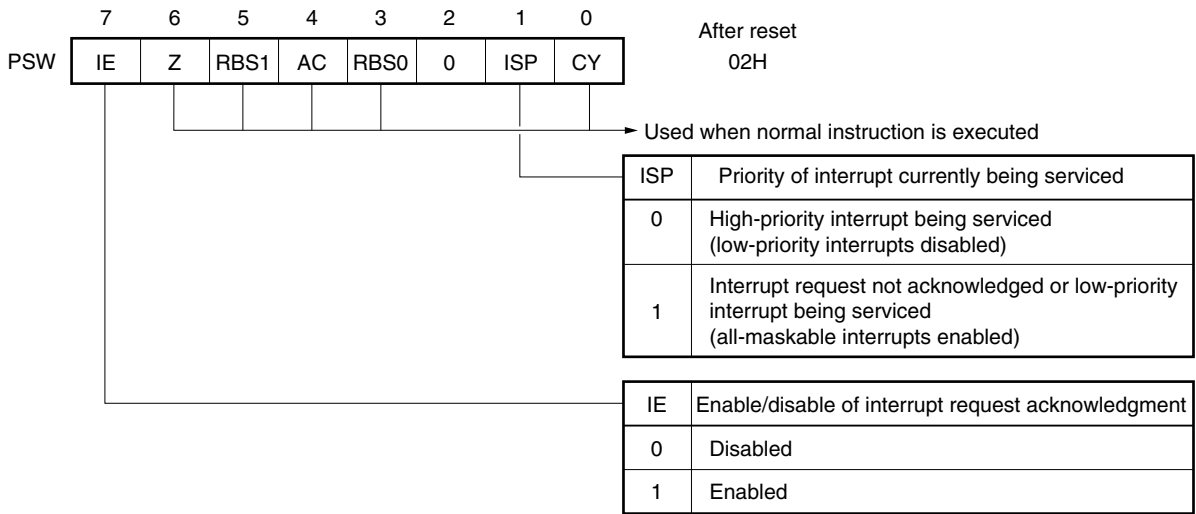 7 6 5 4 3 2 1 0
After reset
PSW IE Z RBS1 AC RBS0 0 ISP CY 02H
Used when normal instruction is executed
ISP Priority of interrupt currently being serviced
0 High-priority interrupt being serviced
(low-priority interrupts disabled)
1 Interrupt request not acknowledged or low-priority
interrupt being serviced
(all-maskable interrupts enabled)
IE Enable/disable of interrupt request acknowledgment
0 Disabled
1 Enabled